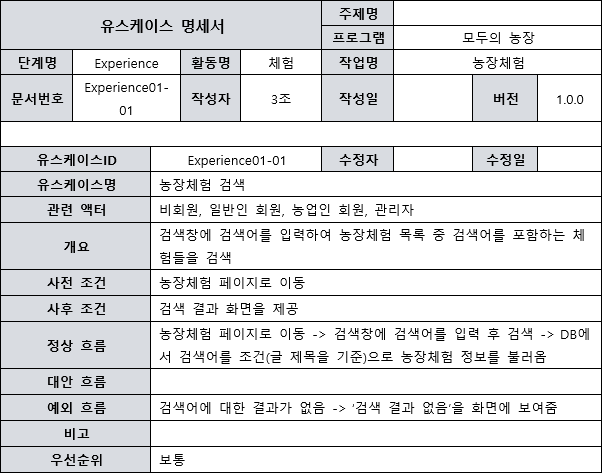 유스케이스 명세서
주제명
프로그램 모두의 농장
단계명 Experience 활동명 체험 작업명 농장체험
문서번호 Experience01-
01 작성자 3조 작성일 버전 1.0.0
유스케이스ID Experience01-01 수정자 수정일
유스케이스명 농장체험 검색
관련 액터 비회원, 일반인 회원, 농업인 회원, 관리자
개요 검색창에 검색어를 입력하여 농장체험 목록 중 검색어를 포함하는 체
험들을 검색
사전 조건 농장체험 페이지로 이동
사후 조건 검색 결과 화면을 제공
정상 흐름 농장체험 페이지로 이동 -> 검색창에 검색어를 입력 후 검색 -> DB에
서 검색어를 조건(글 제목을 기준)으로 농장체험 정보를 불러옴
대안 흐름
예외 흐름 검색어에 대한 결과가 없음 -> '검색 결과 없음'을 화면에 보여줌
비고
우선순위 보통